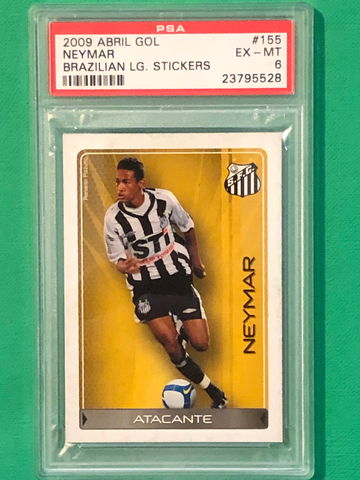 PSA
2009 ABRIL GOL #155
NEYMAR EX - MT
BRAZILIAN LG. STICKERS 6
23795528
S.F.C.
STI
NEYMAR
ATACANTE